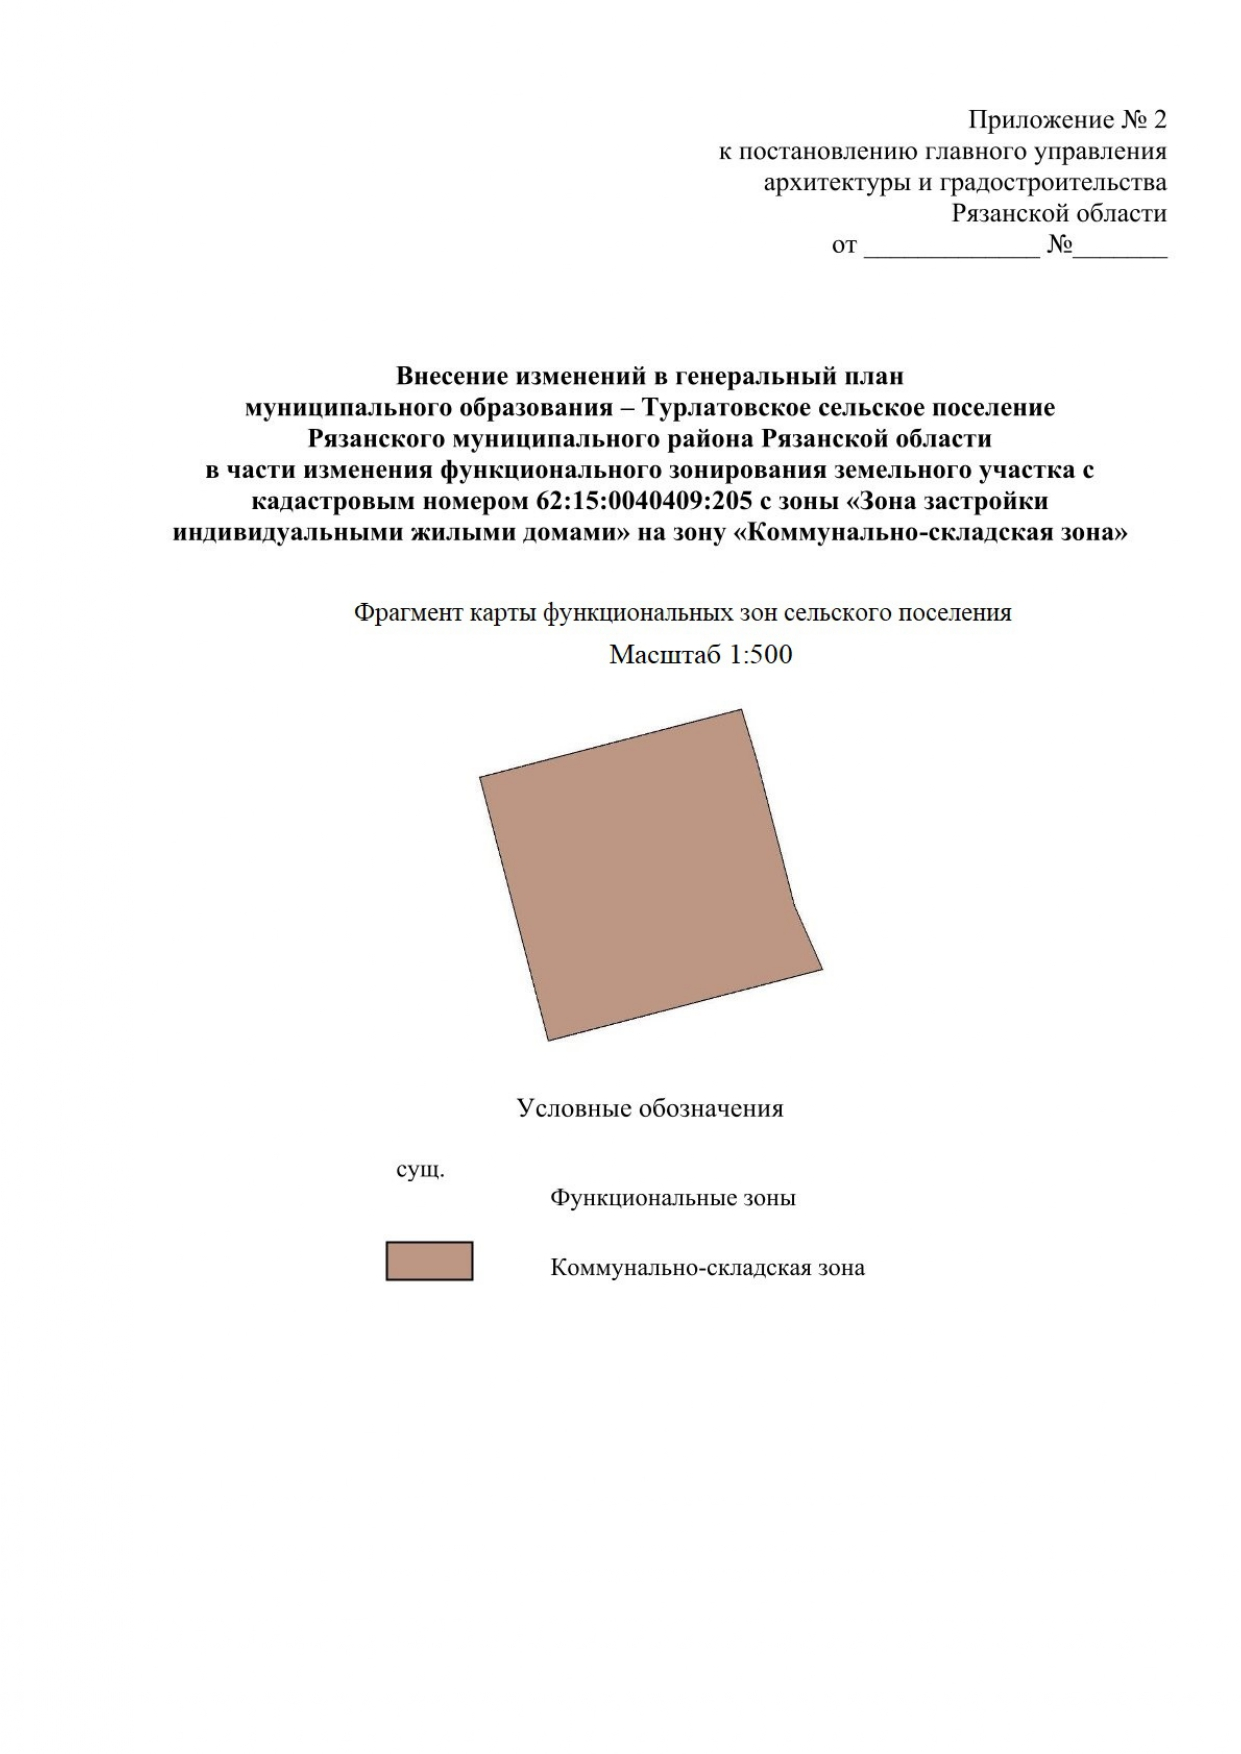 Приложение № 2
к постановлению главного управления
архитектуры и градостроительства
Рязанской области
от _____________ №_______
Внесение изменений в генеральный план
муниципального образования – Турлатовское сельское поселение
Рязанского муниципального района Рязанской области
в части изменения функционального зонирования земельного участка с
кадастровым номером 62:15:0040409:205 с зоны «Зона застройки
индивидуальными жилыми домами» на зону «Коммунально-складская зона»
Фрагмент карты функциональных зон сельского поселения
Масштаб 1:500
Условные обозначения
сущ.
Функциональные зоны
Коммунально-складская зона